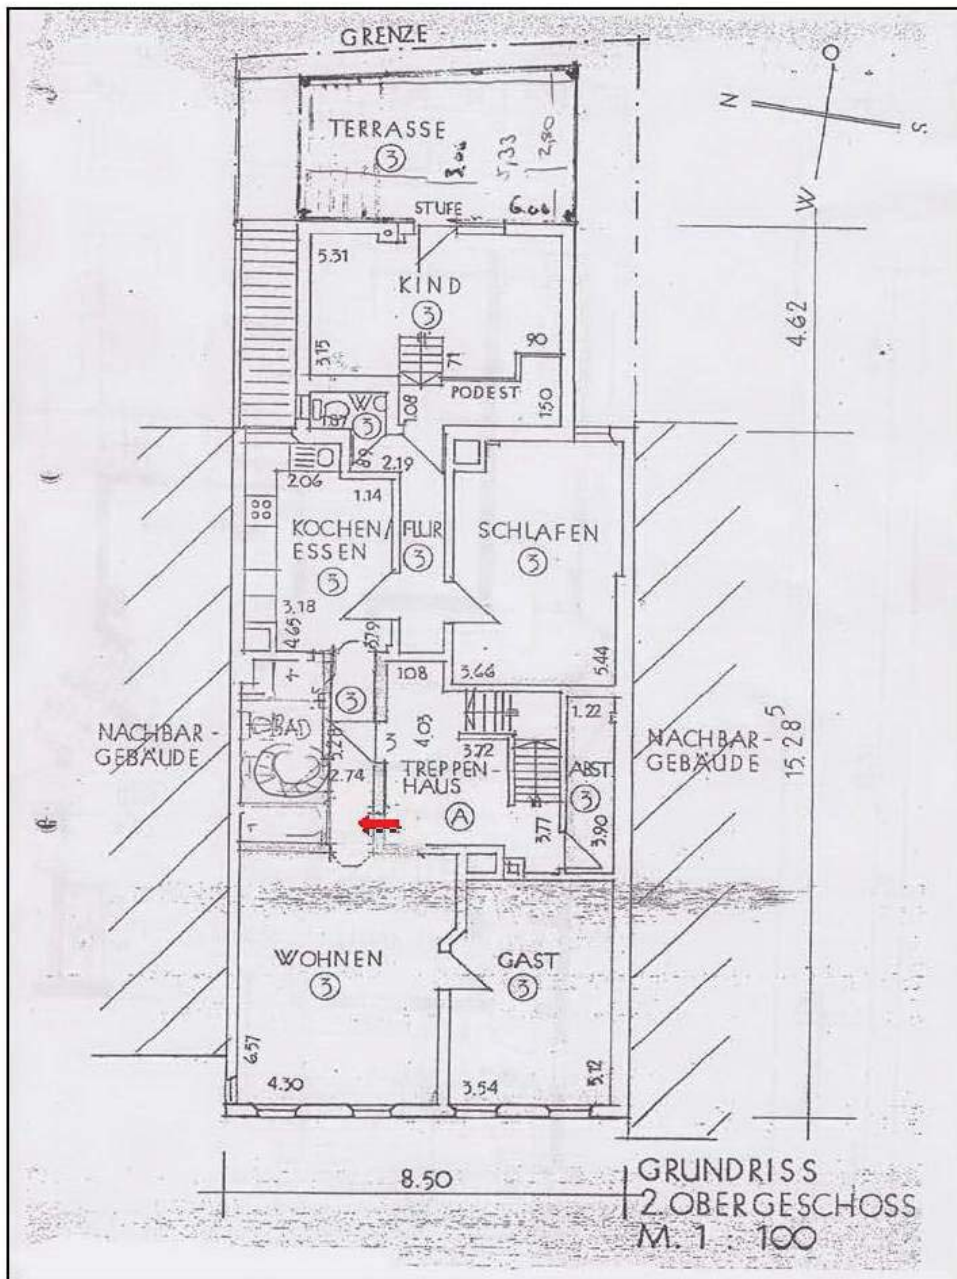 GRENZE
O
N
S
W
TERRASSE
3
3.06
5,33
2,80
STUFE
6.00
5.31
KIND
3
3.15
71
90
4.62
PODEST
1.50
WC
3
1.08
1.87
89
2.19
2.06
1.14
KOCHEN/
ESSEN
3
FLUR
3
SCHLAFEN
3
3.18
4.65
3.79
1.08
3.66
5.44
3
BAD
4.03
3.72
1.22
NACHBAR-
GEBÄUDE
NACHBAR-
GEBÄUDE
15.28⁵
2.74
TREPPEN-
HAUS
A
ABST
3
3.77
3.90
WOHNEN
3
GAST
3
6.57
4.30
3.54
5.12
8.50
GRUNDRISS
2.OBERGESCHOSS
M. 1 : 100